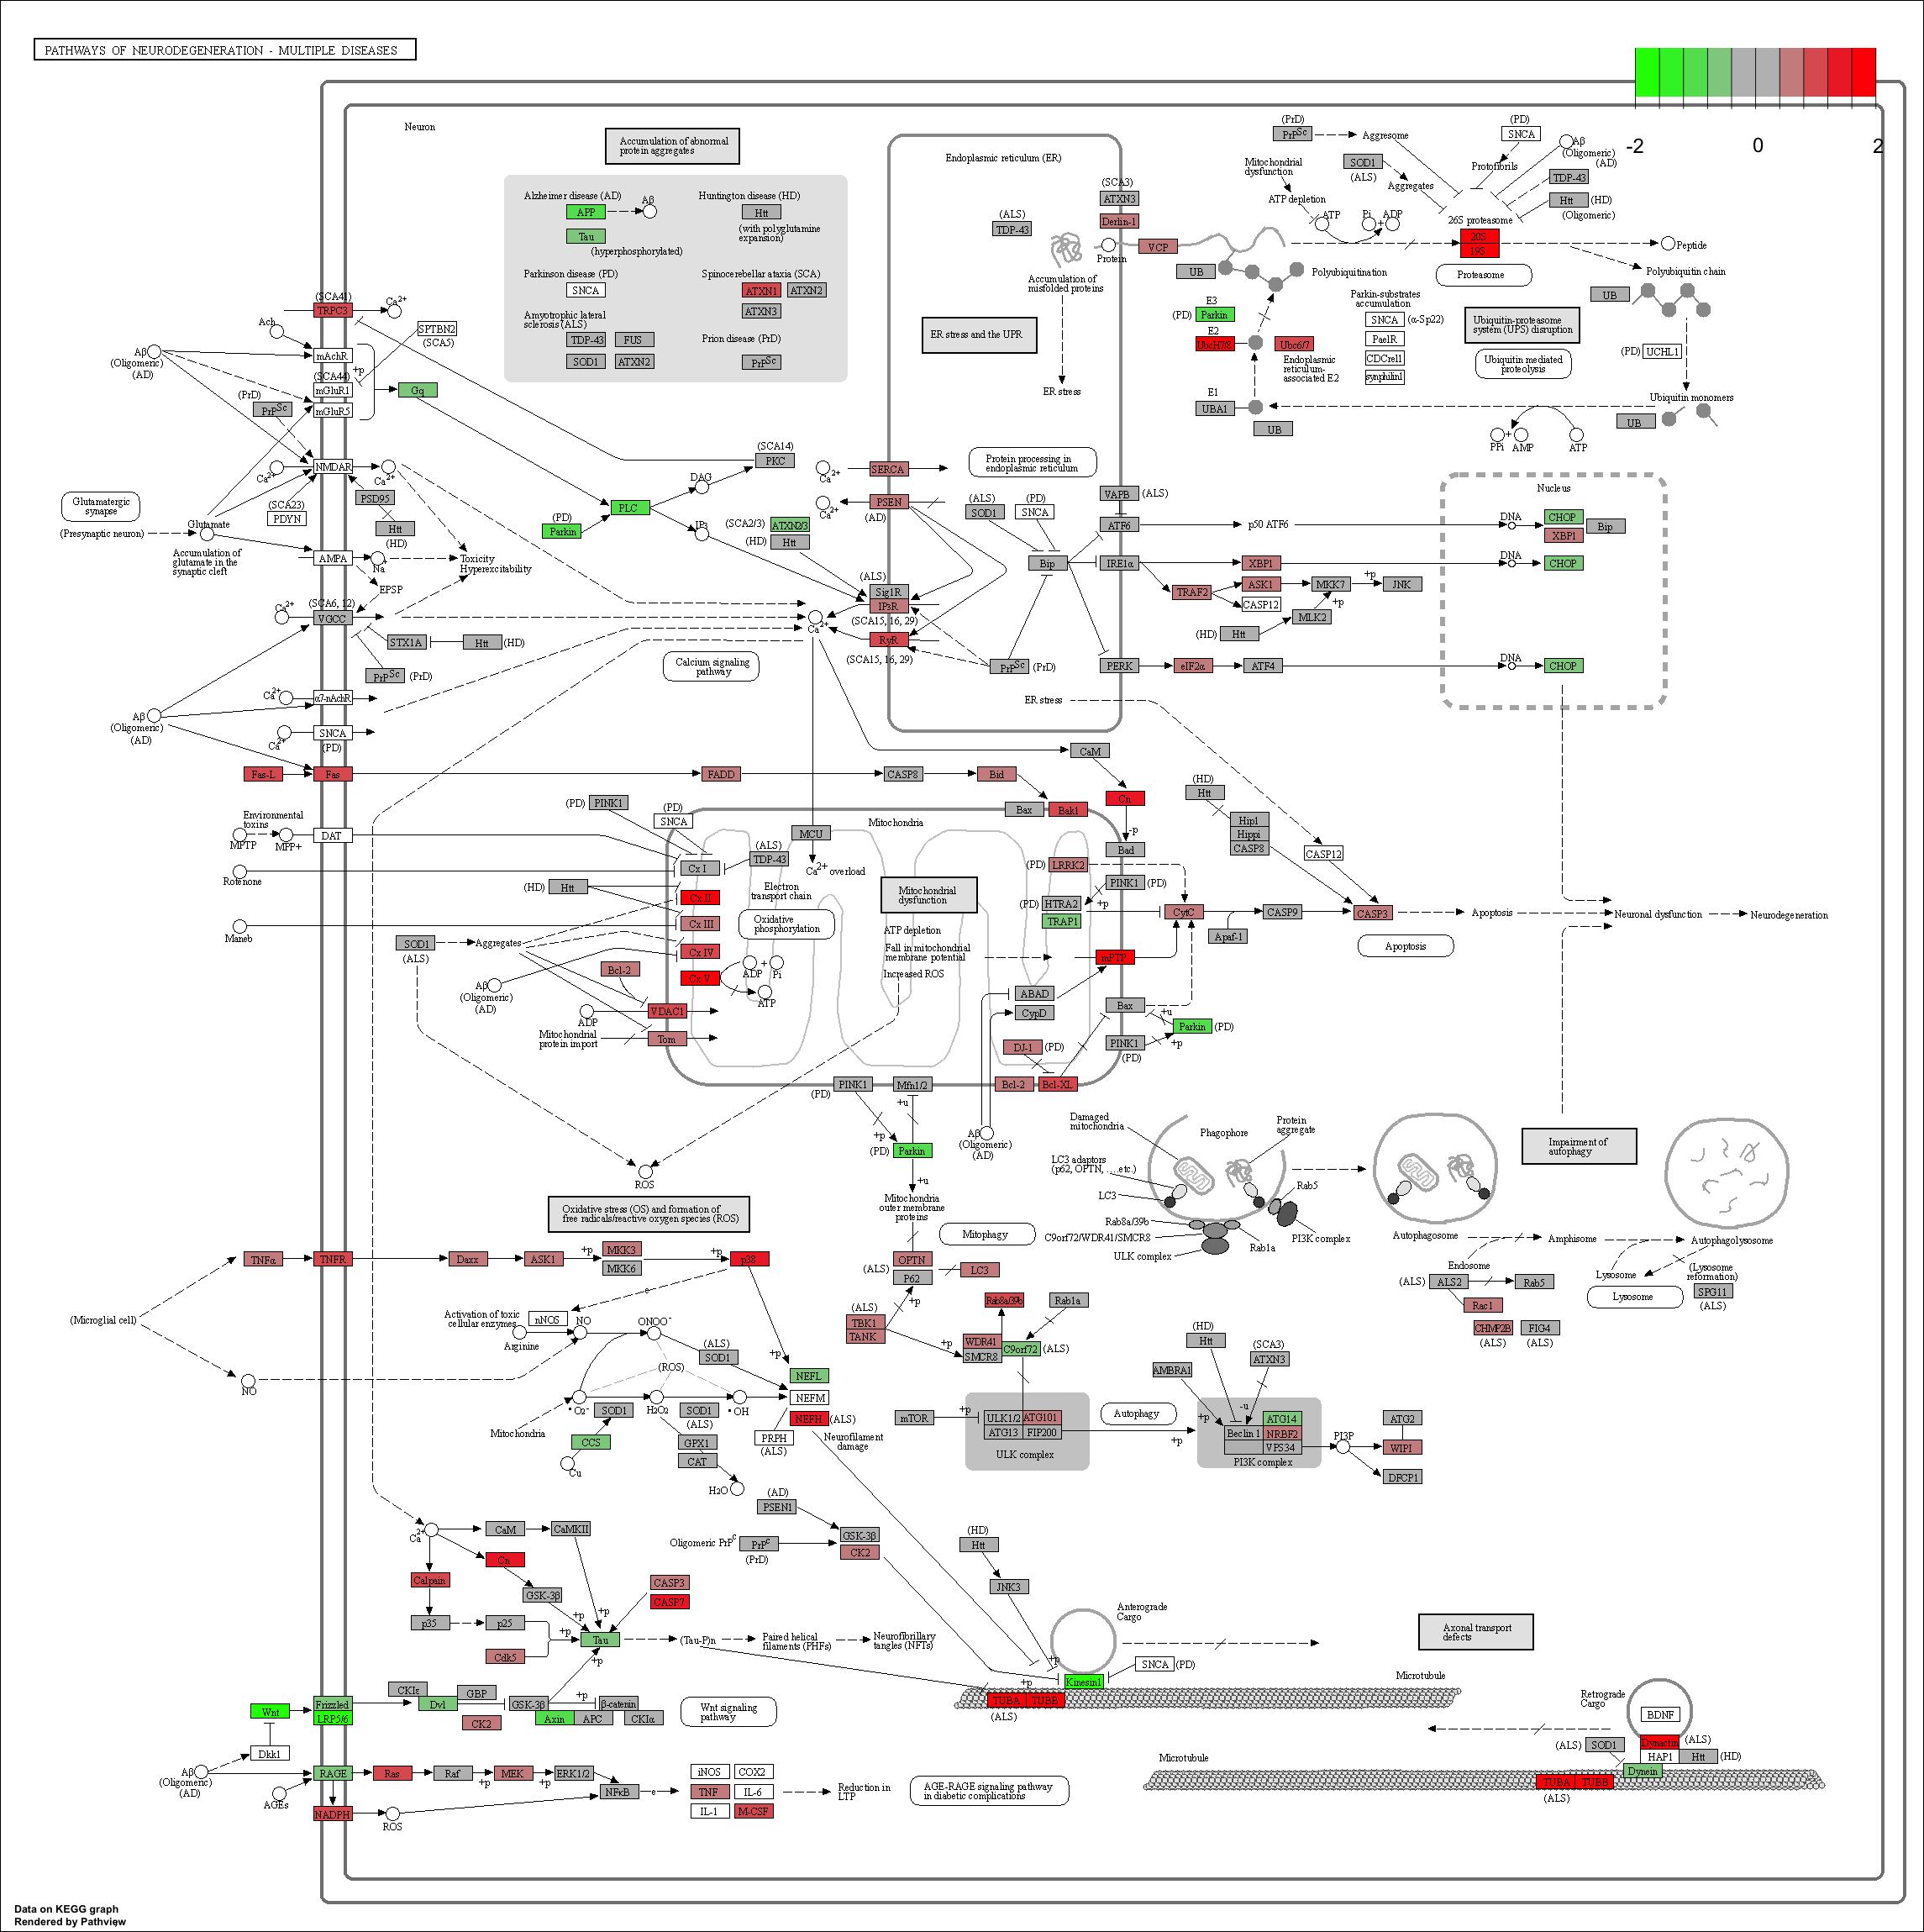 PATHWAYS OF NEURODEGENERATION - MULTIPLE DISEASES
-2
0
2
Neuron
Accumulation of abnormal
protein aggregates
Alzheimer disease (AD)
APP
Aβ
Tau
(hyperphosphorylated)
Huntington disease (HD)
Htt
(with polyglutamine
expansion)
Parkinson disease (PD)
SNCA
Spinocerebellar ataxia (SCA)
ATXN1
ATXN2
ATXN3
Amyotrophic lateral
sclerosis (ALS)
TDP-43
FUS
SOD1
ATXN2
Prion disease (PrD)
PrPSc
Endoplasmic reticulum (ER)
(SCA3)
ATXN3
Derlin-1
(ALS)
TDP-43
Protein
VCP
Accumulation of
misfolded proteins
ER stress and the UPR
ER stress
Protein processing in
endoplasmic reticulum
(PrD)
PrPSc
Aggresome
(PD)
SNCA
Aβ
(Oligomeric)
(AD)
Protofibrils
SOD1
(ALS)
Aggregates
TDP-43
Htt
(HD)
(Oligomeric)
Mitochondrial
dysfunction
ATP depletion
ATP
Pi
+
ADP
26S proteasome
20S
19S
Peptide
Proteasome
UB
Polyubiquitination
Polyubiquitin chain
UB
Parkin-substrates
accumulation
SNCA
(α-Sp22)
PaelR
CDCrel1
synphilin1
Ubiquitin-proteasome
system (UPS) disruption
Ubiquitin mediated
proteolysis
(PD)
UCHL1
Ubiquitin monomers
E3
(PD)
Parkin
E2
UbcH7/8
Ubc6/7
Endoplasmic
reticulum-
associated E2
E1
UBA1
UB
UB
PPi
+
AMP
ATP
(SCA41)
TRPC3
Ca2+
Ach
SPTBN2
(SCA5)
Aβ
(Oligomeric)
(AD)
mAchR
+p
(SCA44)
mGluR1
mGluR5
Gq
(PrD)
PrPSc
NMDAR
Ca2+
Ca2+
Glutamatergic
synapse
(SCA23)
PDYN
PSD95
Htt
(HD)
(Presynaptic neuron)
Glutamate
Accumulation of
glutamate in the
synaptic cleft
AMPA
Na+
EPSP
Toxicity
Hyperexcitability
(SCA6, 12)
Ca2+
VGCC
STX1A
Htt
(HD)
PrPSc
(PrD)
Ca2+
α7-nAchR
Aβ
(Oligomeric)
(AD)
Ca2+
SNCA
(PD)
(SCA14)
PKC
DAG
PLC
(PD)
Parkin
IP3
(SCA2/3)
ATXN2/3
(HD)
Htt
Ca2+
SERCA
Ca2+
PSEN
(AD)
(ALS)
Sig1R
IP3R
(SCA15, 16, 29)
Ca2+
RyR
(SCA15, 16, 29)
Calcium signaling
pathway
(ALS)
SOD1
(PD)
SNCA
Bip
PrPSc
(PrD)
VAPB
(ALS)
ATF6
p50 ATF6
IRE1α
XBP1
TRAF2
ASK1
CASP12
MKK7
+p
JNK
+p
MLK2
(HD)
Htt
PERK
eIF2α
ATF4
ER stress
Nucleus
DNA
CHOP
XBP1
Bip
DNA
CHOP
DNA
CHOP
Fas-L
Fas
FADD
CASP8
Bid
CaM
Cn
-p
Bad
Bax
Bak1
(HD)
Htt
Hip1
Hippi
CASP8
CASP12
Environmental
toxins
MPTP
MPP+
DAT
Rotenone
Maneb
(PD)
PINK1
(PD)
SNCA
Mitochondria
MCU
Ca2+ overload
(ALS)
TDP-43
Cx I
Cx II
Cx III
Cx IV
Cx V
(HD)
Htt
Electron
transport chain
Oxidative
phosphorylation
Mitochondrial
dysfunction
ATP depletion
Fall in mitochondrial
membrane potential
Increased ROS
(PD)
LRRK2
PINK1
(PD)
+p
(PD)
HTRA2
TRAP1
CytC
CASP9
Apaf-1
CASP3
Apoptosis
Apoptosis
Neuronal dysfunction
Neurodegeneration
SOD1
(ALS)
Aggregates
Aβ
(Oligomeric)
(AD)
Bcl-2
ADP
+
Pi
ATP
ADP
VDAC1
Mitochondrial
protein import
Tom
mPTP
ABAD
CypD
Bax
+u
Parkin
(PD)
+p
PINK1
(PD)
DJ-1
(PD)
Bcl-2
Bcl-XL
PINK1
(PD)
Mfn1/2
+u
+p
(PD)
Parkin
+u
Mitochondria
outer membrane
proteins
Aβ
(Oligomeric)
(AD)
ROS
Oxidative stress (OS) and formation of
free radicals/reactive oxygen species (ROS)
Mitophagy
Damaged
mitochondria
Phagophore
Protein
aggregate
LC3 adaptors
(p62, OPTN, ....etc.)
LC3
Rab5
Rab8a/39b
C9orf72/WDR41/SMCR8
ULK complex
Rab1a
PI3K complex
Impairment of
autophagy
Autophagosome
Amphisome
Autophagolysosome
Endosome
Lysosome
(Lysosome
reformation)
Lysosome
(ALS)
ALS2
Rab5
Rac1
SPG11
(ALS)
CHMP2B
(ALS)
FIG4
(ALS)
TNFα
TNFR
Daxx
ASK1
+p
MKK3
MKK6
+p
p38
(Microglial cell)
NO
Activation of toxic
cellular enzymes
nNOS
e
Arginine
NO
ONOO-
(ROS)
(ALS)
SOD1
+p
NEFL
NEFM
NEFH
(ALS)
Neurofilament
damage
PRPH
(ALS)
•O2-
SOD1
H2O2
SOD1
(ALS)
•OH
Mitochondria
CCS
Cu
GPX1
CAT
H2O
OPTN
(ALS)
P62
LC3
+p
(ALS)
TBK1
TANK
+p
Rab8a/39b
Rab1a
WDR41
SMCR8
C9orf72
(ALS)
mTOR
+p
ULK1/2
ATG101
ATG13
FIP200
ULK complex
Autophagy
+p
(HD)
Htt
(SCA3)
ATXN3
AMBRA1
+p
-u
Beclin 1
ATG14
NRBF2
VPS34
PI3K complex
PI3P
ATG2
WIPI
DFCP1
(AD)
PSEN1
Oligomeric PrPc
PrPc
(PrD)
GSK-3β
CK2
(HD)
Htt
JNK3
Ca2+
CaM
CaMKII
Cn
Calpain
GSK-3β
+p
+p
CASP3
CASP7
p35
p25
+p
Cdk5
Tau
+p
(Tau-P)n
Paired helical
filaments (PHFs)
Neurofibrillary
tangles (NFTs)
Anterograde
Cargo
Axonal transport
defects
+p
SNCA
(PD)
Kinesin1
+p
TUBA
TUBB
(ALS)
Microtubule
Wnt
Frizzled
LRP5/6
CKIε
Dvl
GBP
CK2
GSK-3β
+p
β-catenin
Axin
APC
CKIα
Wnt signaling
pathway
Dkk1
Aβ
(Oligomeric)
(AD)
AGEs
RAGE
Ras
Raf
+p
MEK
+p
ERK1/2
NFκB
e
NADPH
ROS
iNOS
COX2
TNF
IL-6
IL-1
M-CSF
Reduction in
LTP
AGE-RAGE signaling pathway
in diabetic complications
Retrograde
Cargo
BDNF
Dynactin
(ALS)
SOD1
(ALS)
HAP1
Htt
(HD)
Dynein
Microtubule
TUBA
TUBB
(ALS)
Data on KEGG graph
Rendered by Pathview